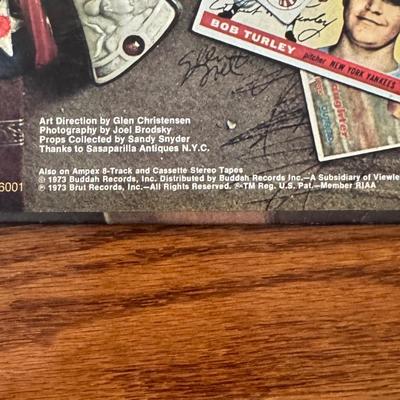 BOB TURLEY
pitcher NEW YORK YANKEES
Art Direction by Glen Christensen
Photography by Joel Brodsky
Props Collected by Sandy Snyder
Thanks to Sasaparilla Antiques N.Y.C.
Also on Ampex 8-Track and Cassette Stereo Tapes
6001
© 1973 Buddah Records, Inc. Distributed by Buddah Records, Inc.—A Subsidiary of Viewle
℗ 1973 Brut Records, Inc.—All Rights Reserved. ®TM Reg. U.S. Pat.—Member RIAA